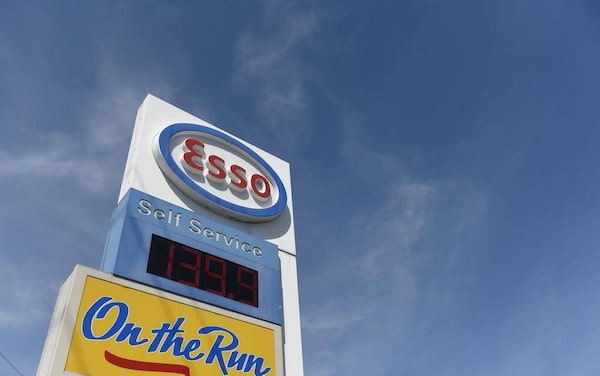 Esso
Self Service
139.9
On the Run